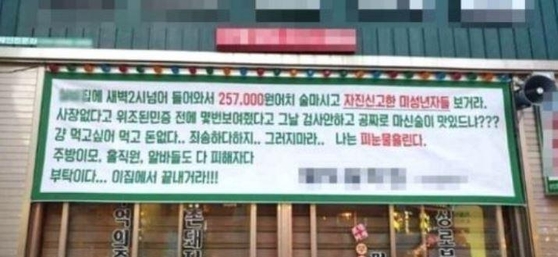 집에 새벽2시넘어 들어와서 257,000원어치 술마시고 자진신고한 미성년자들 보거라.
사장없다고 위조된민증 전에 몇번보여줬다고 그날 검사안하고 공짜로 마신술이 맛있드냐???
걍 먹고싶어 먹고 돈없다.. 죄송하다하지.. 그러지마라.. 나는 피눈물흘린다.
주방이모, 홀직원, 알바들도 다 피해자다
부탁이다... 이집에서 끝내거라!!!